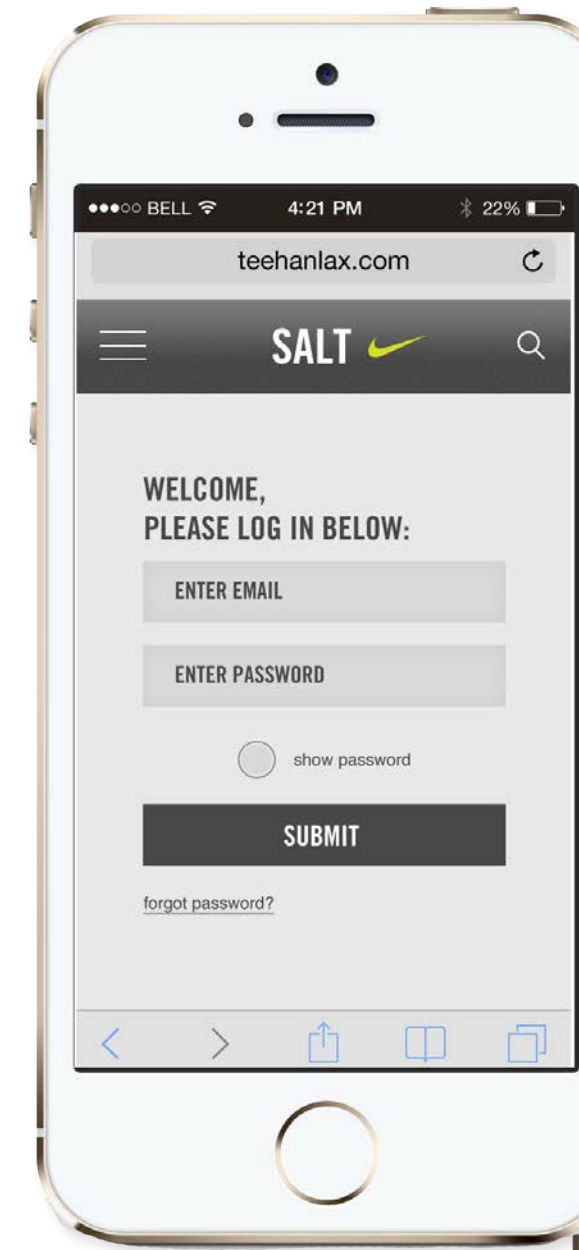 BELL
4:21 PM
22%
teehanlax.com
SALT
WELCOME,
PLEASE LOG IN BELOW:
ENTER EMAIL
ENTER PASSWORD
show password
SUBMIT
forgot password?